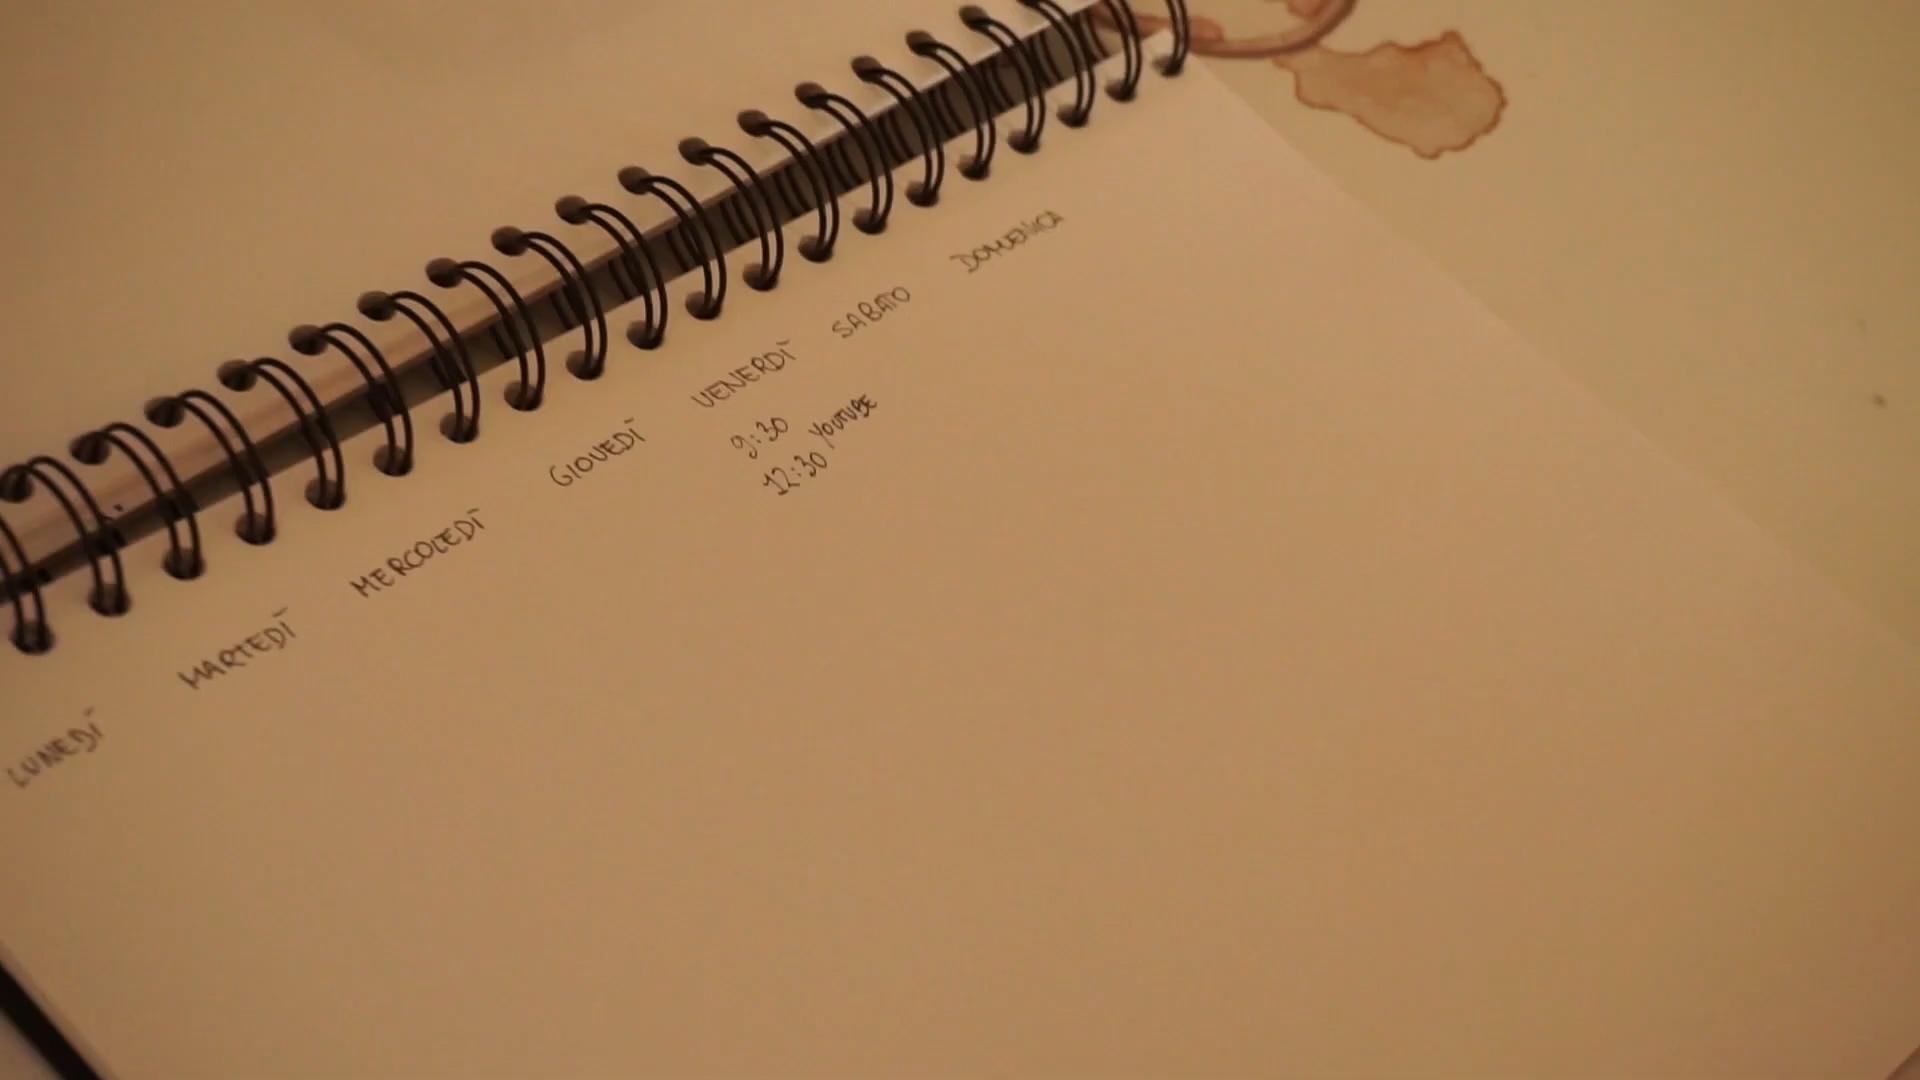 LUNEDÌ MARTEDÌ MERCOLEDÌ GIOVEDÌ VENERDÌ SABATO DOMENICA
9:30
12:30 YOUTUBE